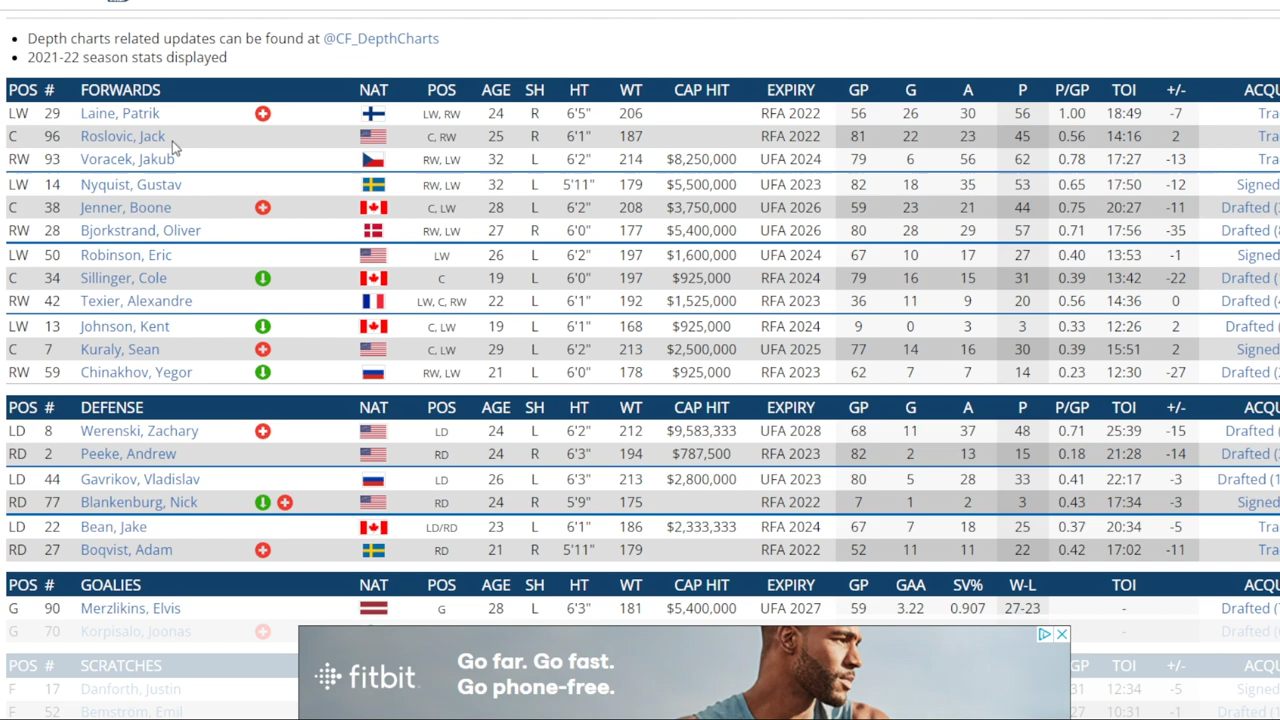 Depth charts related updates can be found at @CF_DepthCharts
2021-22 season stats displayed
POS # FORWARDS NAT POS AGE SH HT WT CAP HIT EXPIRY GP G A P P/GP TOI +/- ACQU
LW 29 Laine, Patrik LW, RW 24 R 6'5" 206 RFA 2022 56 26 30 56 1.00 18:49 -7 Tra
C 96 Roslovic, Jack C, RW 25 R 6'1" 187 RFA 2022 81 22 23 45 0.56 14:16 2 Tra
RW 93 Voracek, Jakub RW, LW 32 L 6'2" 214 $8,250,000 UFA 2024 79 6 56 62 0.78 17:27 -13 Tra
LW 14 Nyquist, Gustav RW, LW 32 L 5'11" 179 $5,500,000 UFA 2023 82 18 35 53 0.65 17:50 -12 Signed
C 38 Jenner, Boone C, LW 28 L 6'2" 208 $3,750,000 UFA 2026 59 23 21 44 0.75 20:27 -11 Drafted (
RW 28 Bjorkstrand, Oliver RW, LW 27 R 6'0" 177 $5,400,000 UFA 2026 80 28 29 57 0.71 17:56 -35 Drafted (
LW 50 Robinson, Eric LW 26 L 6'2" 197 $1,600,000 UFA 2023 67 10 17 27 0.40 13:53 -1 Signed
C 34 Sillinger, Cole C 19 L 6'0" 197 $925,000 RFA 2024 79 16 15 31 0.39 13:42 -22 Drafted (
RW 42 Texier, Alexandre LW, C, RW 22 L 6'1" 192 $1,525,000 RFA 2023 36 11 9 20 0.56 14:36 0 Drafted (
LW 13 Johnson, Kent C, LW 19 L 6'1" 168 $925,000 RFA 2024 9 0 3 3 0.33 12:26 2 Drafted (
C 7 Kuraly, Sean C, LW 29 L 6'2" 213 $2,500,000 UFA 2025 77 14 16 30 0.39 15:51 2 Signed
RW 59 Chinakhov, Yegor RW, LW 21 L 6'0" 178 $925,000 RFA 2023 62 7 7 14 0.23 12:30 -27 Drafted (
POS # DEFENSE NAT POS AGE SH HT WT CAP HIT EXPIRY GP G A P P/GP TOI +/- ACQU
LD 8 Werenski, Zachary LD 24 L 6'2" 212 $9,583,333 UFA 2028 68 11 37 48 0.71 25:39 -15 Drafted
RD 2 Peeke, Andrew RD 24 R 6'3" 194 $787,500 RFA 2022 82 2 13 15 0.18 21:28 -14 Drafted (
LD 44 Gavrikov, Vladislav LD 26 L 6'3" 213 $2,800,000 UFA 2023 80 5 28 33 0.41 22:17 -3 Drafted (1
RD 77 Blankenburg, Nick RD 24 R 5'9" 175 RFA 2022 7 1 2 3 0.43 17:34 -3 Signed
LD 22 Bean, Jake LD/RD 23 L 6'1" 186 $2,333,333 RFA 2024 67 7 18 25 0.37 20:34 -5 Tra
RD 27 Boqvist, Adam RD 21 R 5'11" 179 RFA 2022 52 11 11 22 0.42 17:02 -11 Tra
POS # GOALIES NAT POS AGE SH HT WT CAP HIT EXPIRY GP GAA SV% W-L TOI ACQU
G 90 Merzlikins, Elvis G 28 L 6'3" 181 $5,400,000 UFA 2027 59 3.22 0.907 27-23 - Drafted (
G 70 Korpisalo, Joonas - Drafted (
POS # SCRATCHES GP TOI +/- ACQU
F 17 Danforth, Justin 31 12:34 -5 Signed
F 52 Bemström, Emil 27 10:31 -1 Drafted (
fitbit
Go far. Go fast.
Go phone-free.